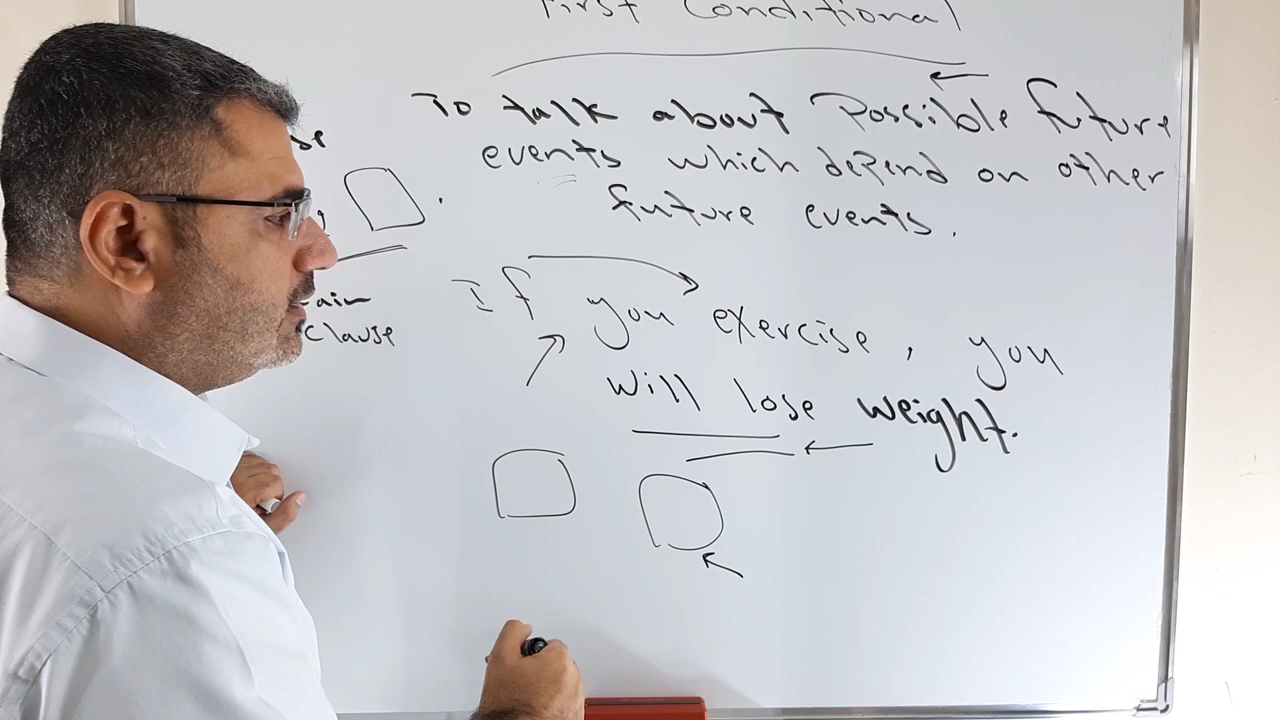 First Conditional
To talk about Possible future
events which depend on other
future events.
If you exercise, you
will lose weight.
Clause